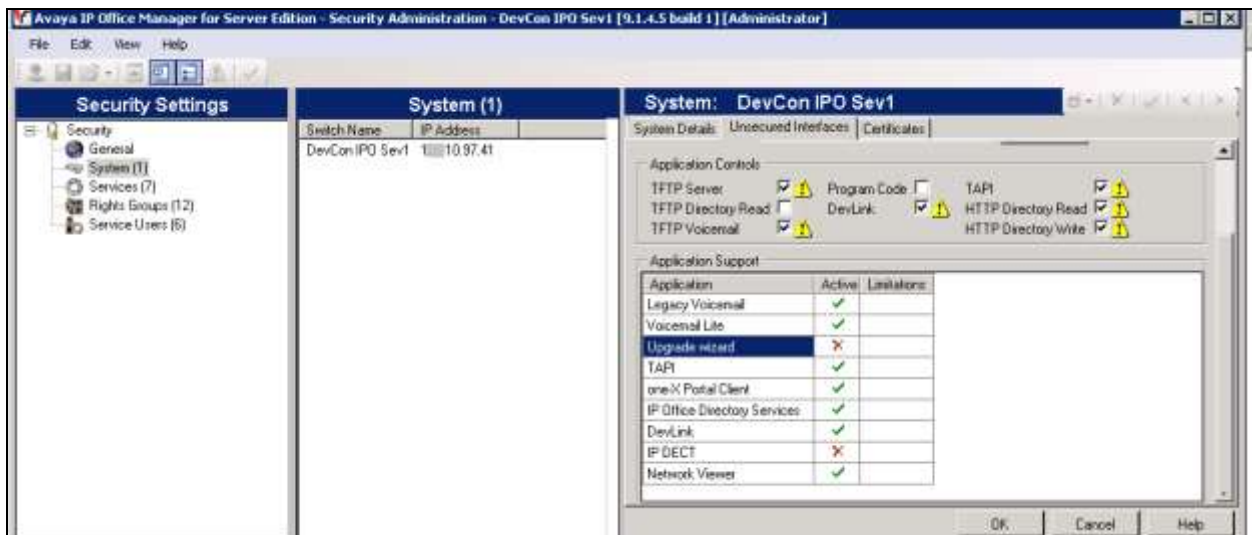 Avaya IP Office Manager for Server Edition - Security Administration - DevCon IPO Sev1 [9.1.4.5 build 1] [Administrator]
File Edit View Help
Security Settings
Security
General
System (1)
Services (7)
Rights Groups (12)
Service Users (6)
System (1)
Switch Name IP Address
DevCon IPO Sev1 1 10.97.41
System: DevCon IPO Sev1
System Details Unsecured Interfaces Certificates
Application Controls
TFTP Server Program Code TAPI
TFTP Directory Read DevLink HTTP Directory Read
TFTP Voicemail HTTP Directory Write
Application Support
Application Active Limitations
Legacy Voicemail
Voicemail Lite
Upgrade wizard
TAPI
one-X Portal Client
IP Office Directory Services
DevLink
IP DECT
Network Viewer
OK Cancel Help